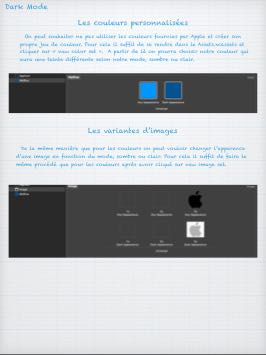 Dark Mode
Les couleurs personnalisées
On peut souhaiter ne pas utiliser les couleurs fournies par Apple et créer son
propre jeu de couleur. Pour cela il suffit de se rendre dans le Assets.xcassets et
cliquer sur « new color set ». A partir de là on pourra choisir notre couleur qui
aura une teinte différente selon notre mode, sombre ou clair.
Les variantes d'images
De la même manière que pour les couleurs on peut vouloir changer l'apparence
d'une image en fonction du mode, sombre ou clair. Pour cela il suffit de faire la
même procédé que pour les couleurs après avoir cliqué sur new image set.